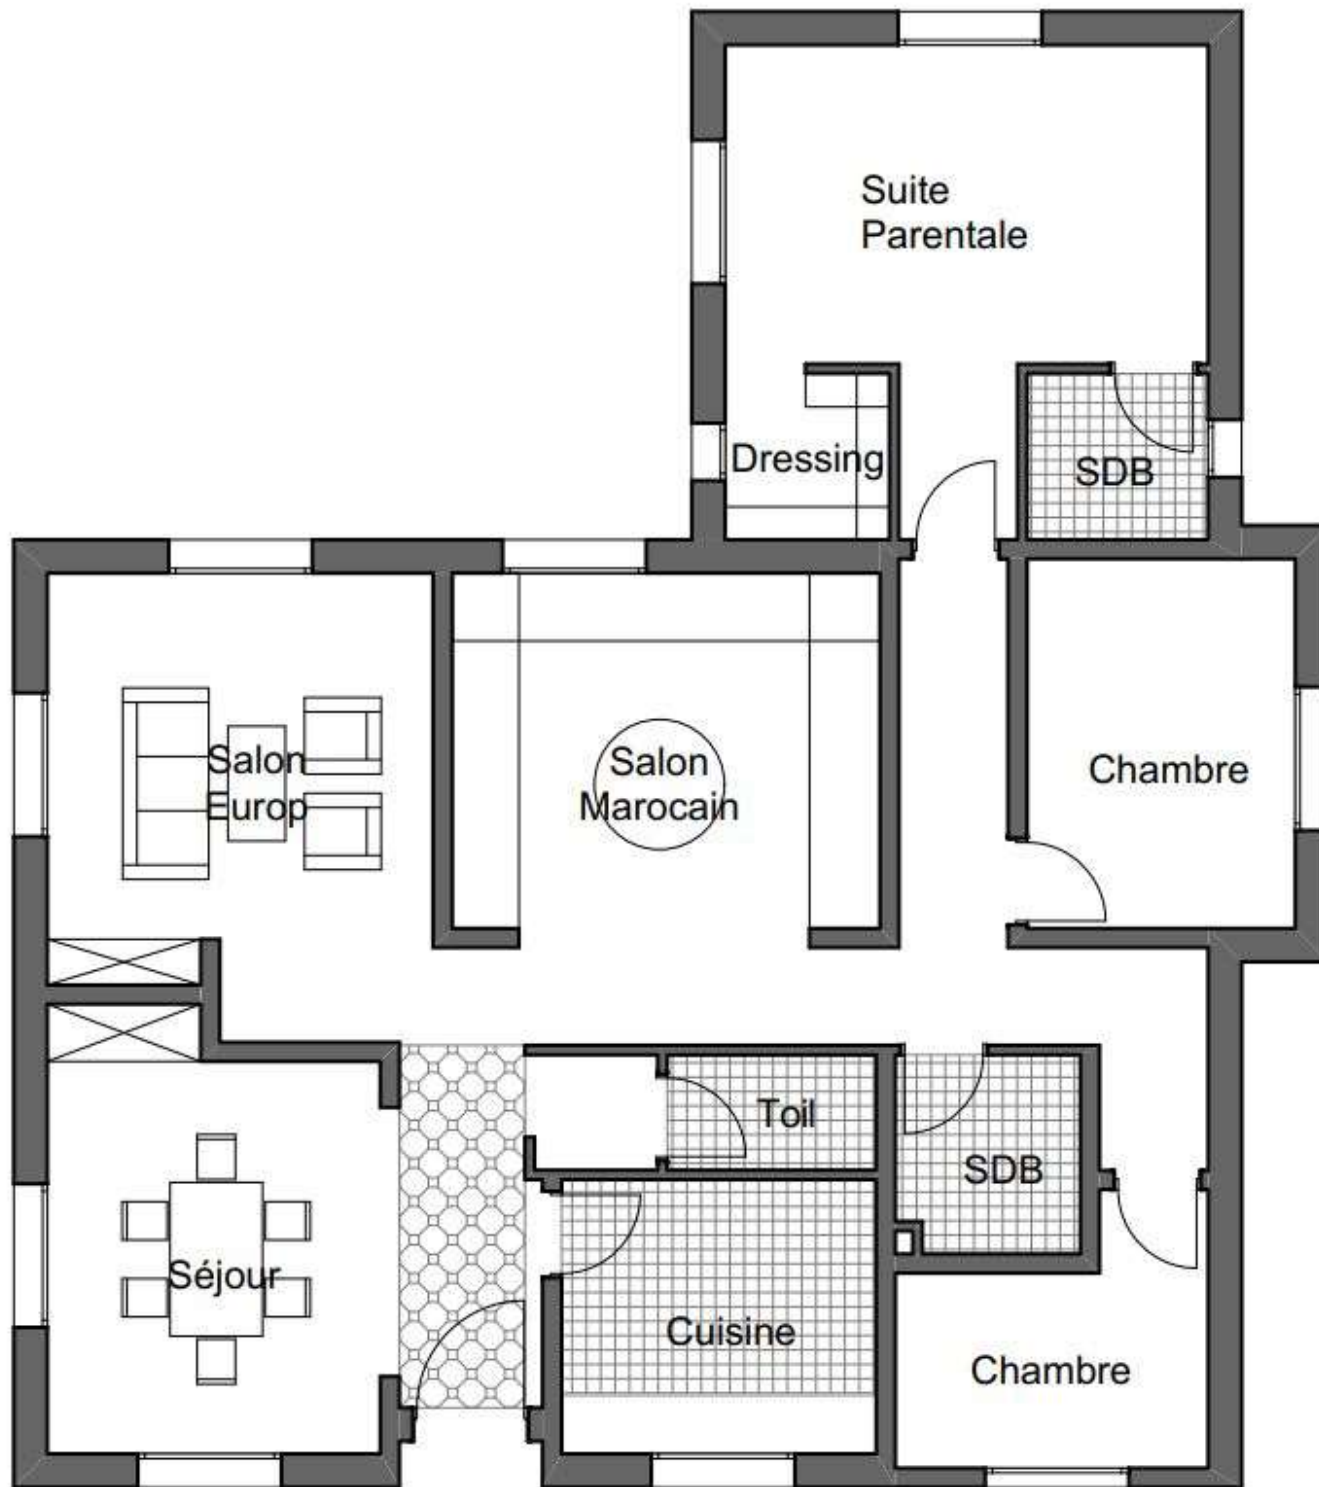 Suite
Parentale
Dressing
SDB
Salon
Europ
Salon
Marocain
Chambre
Toil
SDB
Séjour
Cuisine
Chambre